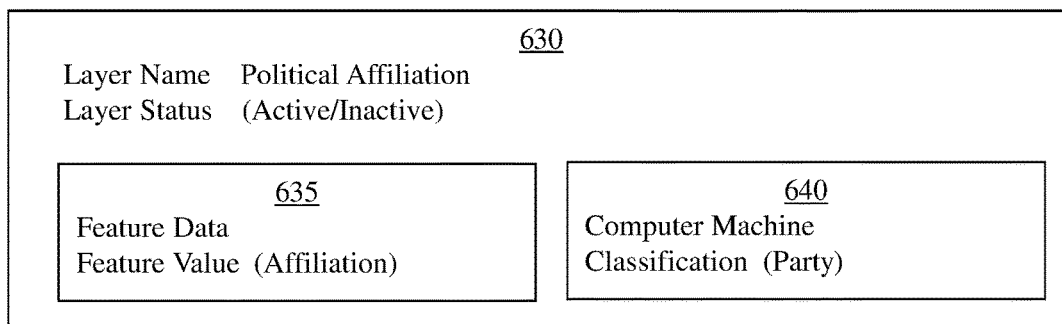 630
Layer Name Political Affiliation
Layer Status (Active/Inactive)
635
Feature Data
Feature Value (Affiliation)
640
Computer Machine
Classification (Party)